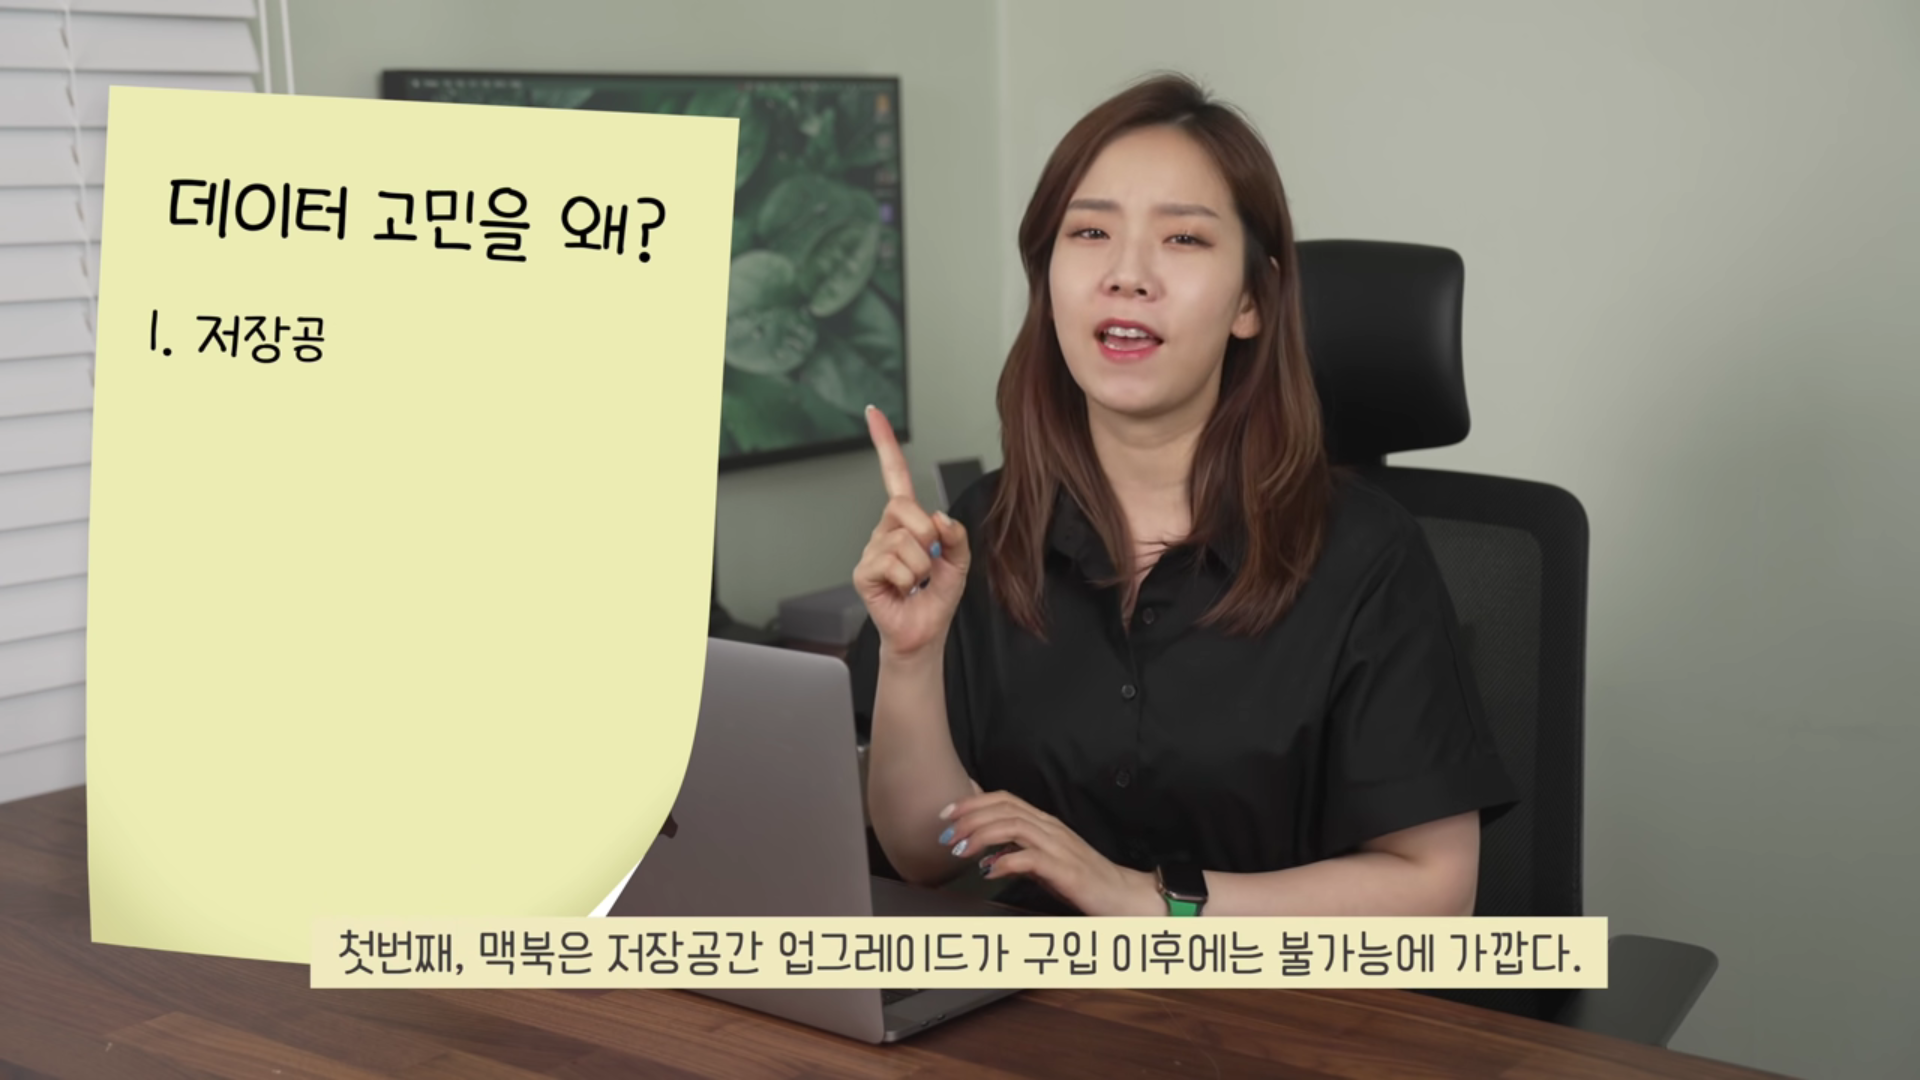 데이터 고민을 왜?
1. 저장공
첫번째, 맥북은 저장공간 업그레이드가 구입 이후에는 불가능에 가깝다.